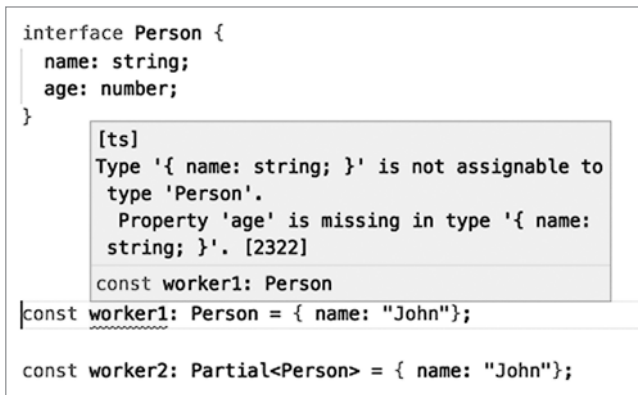 interface Person {
name: string;
age: number;
}
[ts]
Type '{ name: string; }' is not assignable to
type 'Person'.
Property 'age' is missing in type '{ name:
string; }'. [2322]
const worker1: Person
const worker1: Person = { name: "John"};
const worker2: Partial<Person> = { name: "John"};